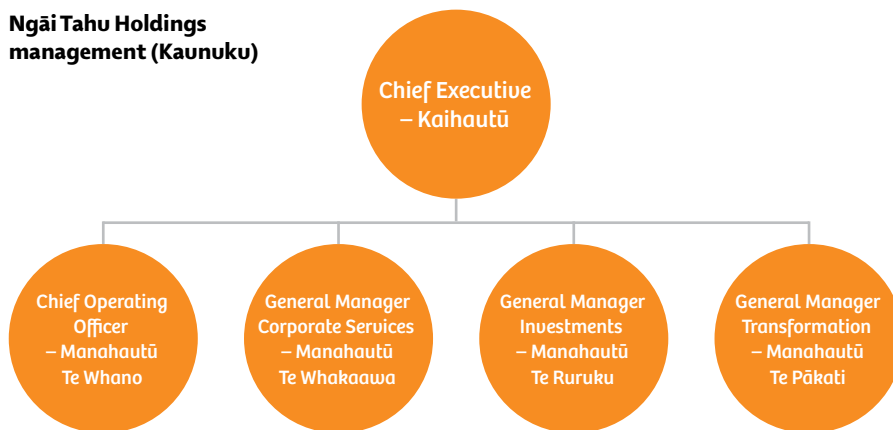 Ngāi Tahu Holdings
management (Kaunuku)
Chief Executive
– Kaihautū
Chief Operating
Officer
– Manahautū
Te Whano
General Manager
Corporate Services
– Manahautū
Te Whakaawa
General Manager
Investments
– Manahautū
Te Ruruku
General Manager
Transformation
– Manahautū
Te Pākati